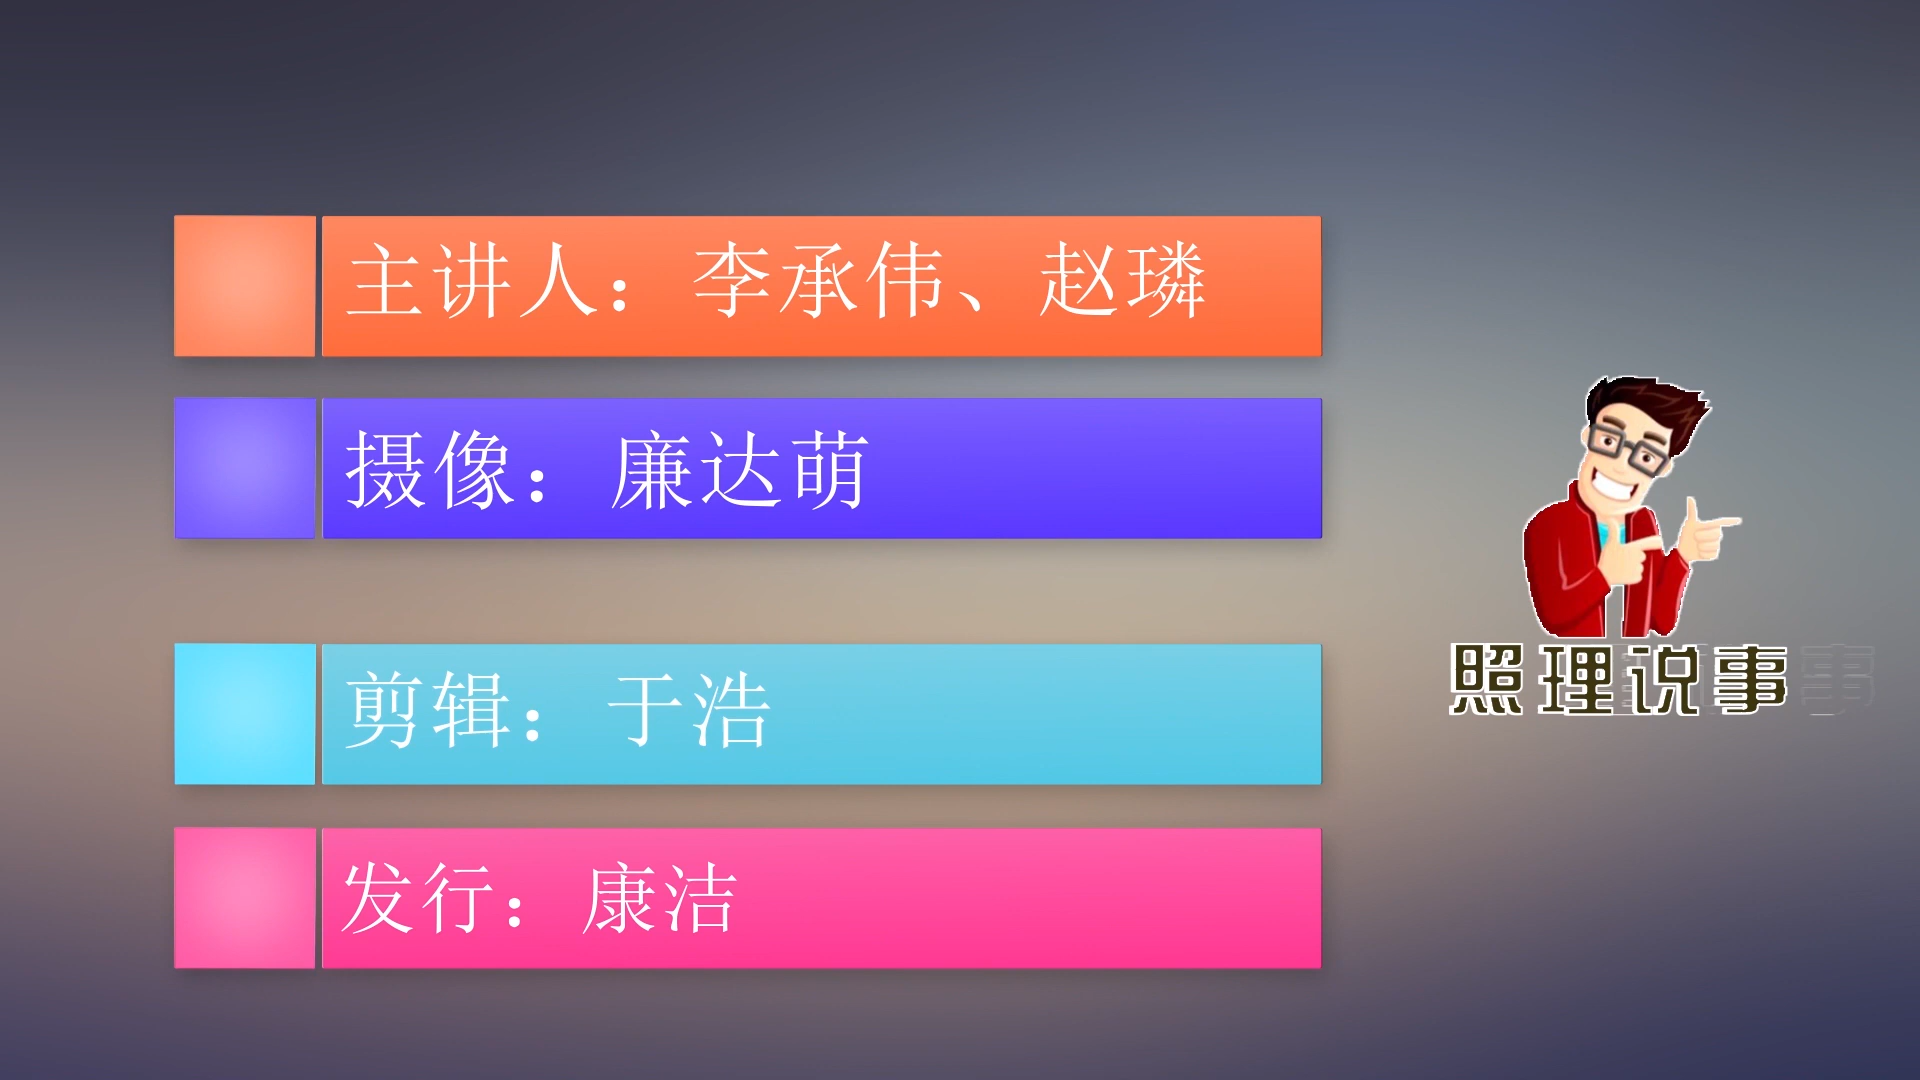 主讲人：李承伟、赵璘
摄像：廉达萌
剪辑：于浩
发行：康洁
照理说事